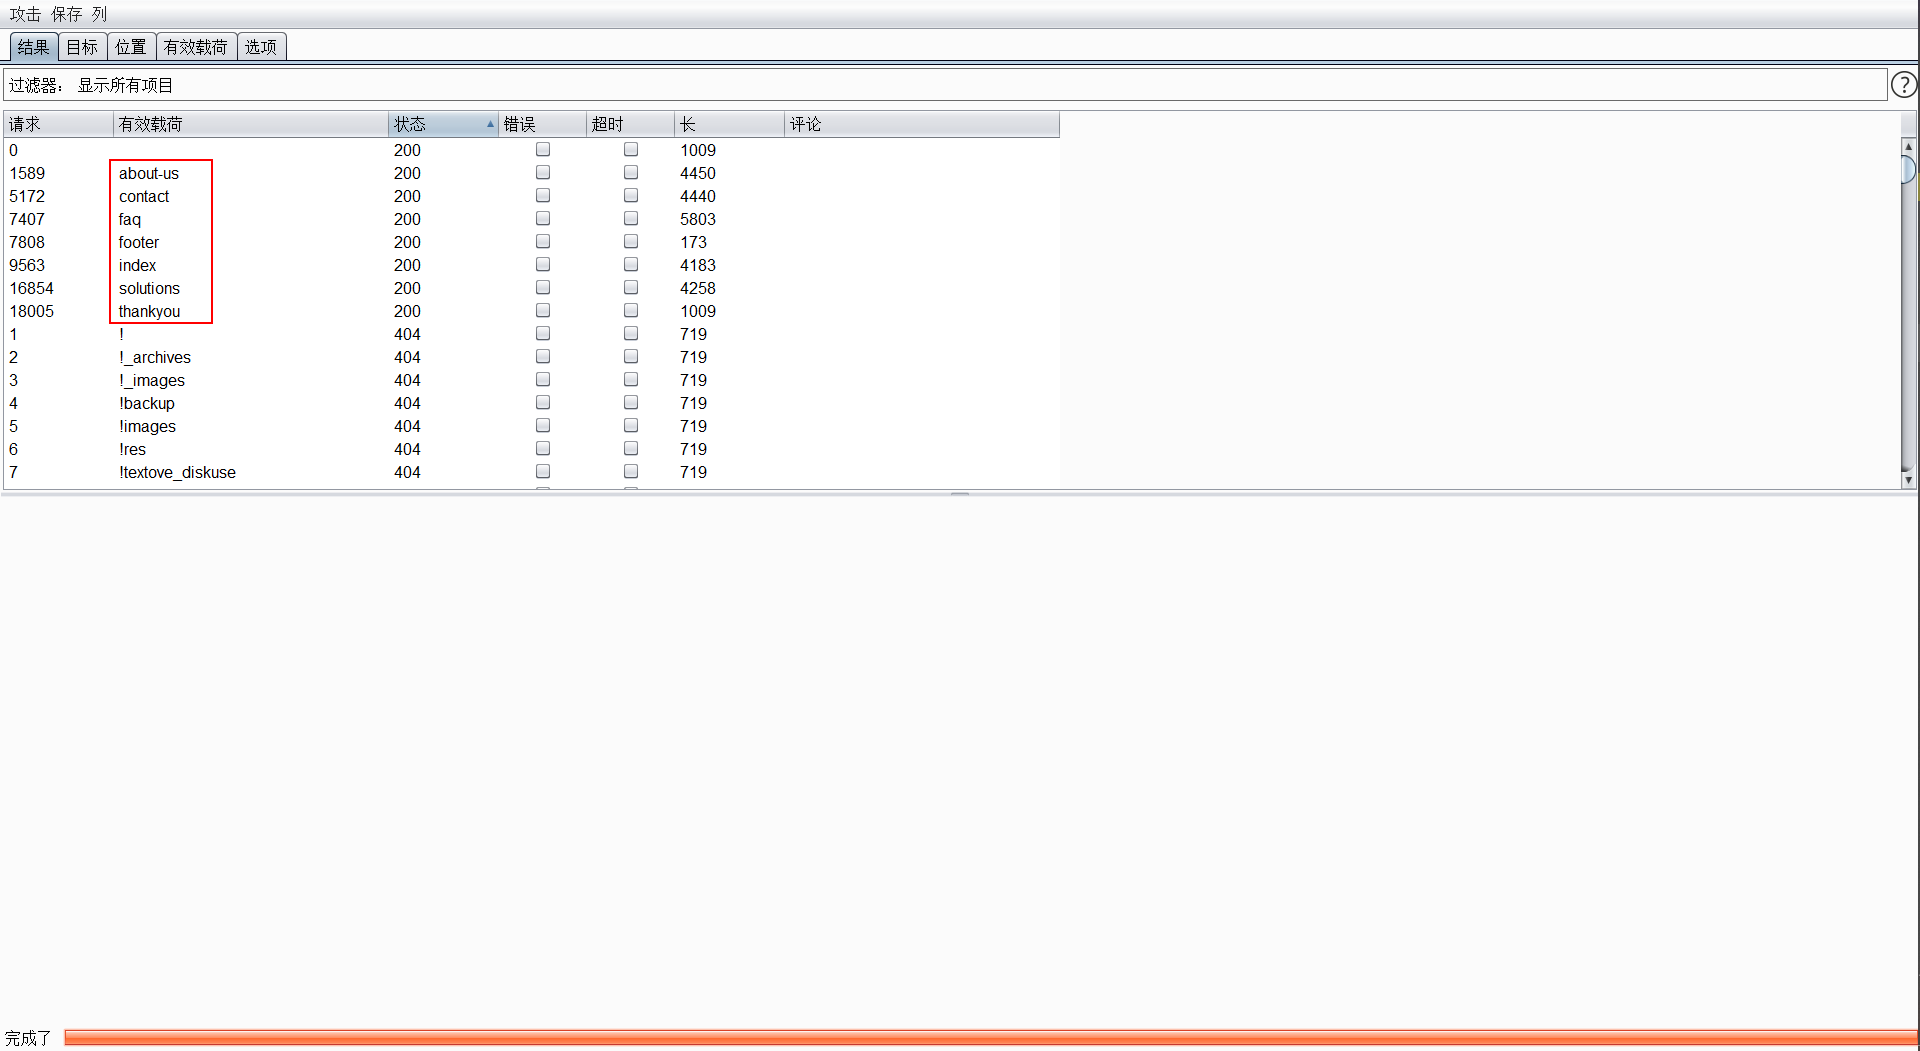 攻击 保存 列
结果 目标 位置 有效载荷 选项
过滤器： 显示所有项目 ?
请求 有效载荷 状态 错误 超时 长 评论
0 200 1009
1589 about-us 200 4450
5172 contact 200 4440
7407 faq 200 5803
7808 footer 200 173
9563 index 200 4183
16854 solutions 200 4258
18005 thankyou 200 1009
1 ! 404 719
2 !_archives 404 719
3 !_images 404 719
4 !backup 404 719
5 !images 404 719
6 !res 404 719
7 !textove_diskuse 404 719
完成了